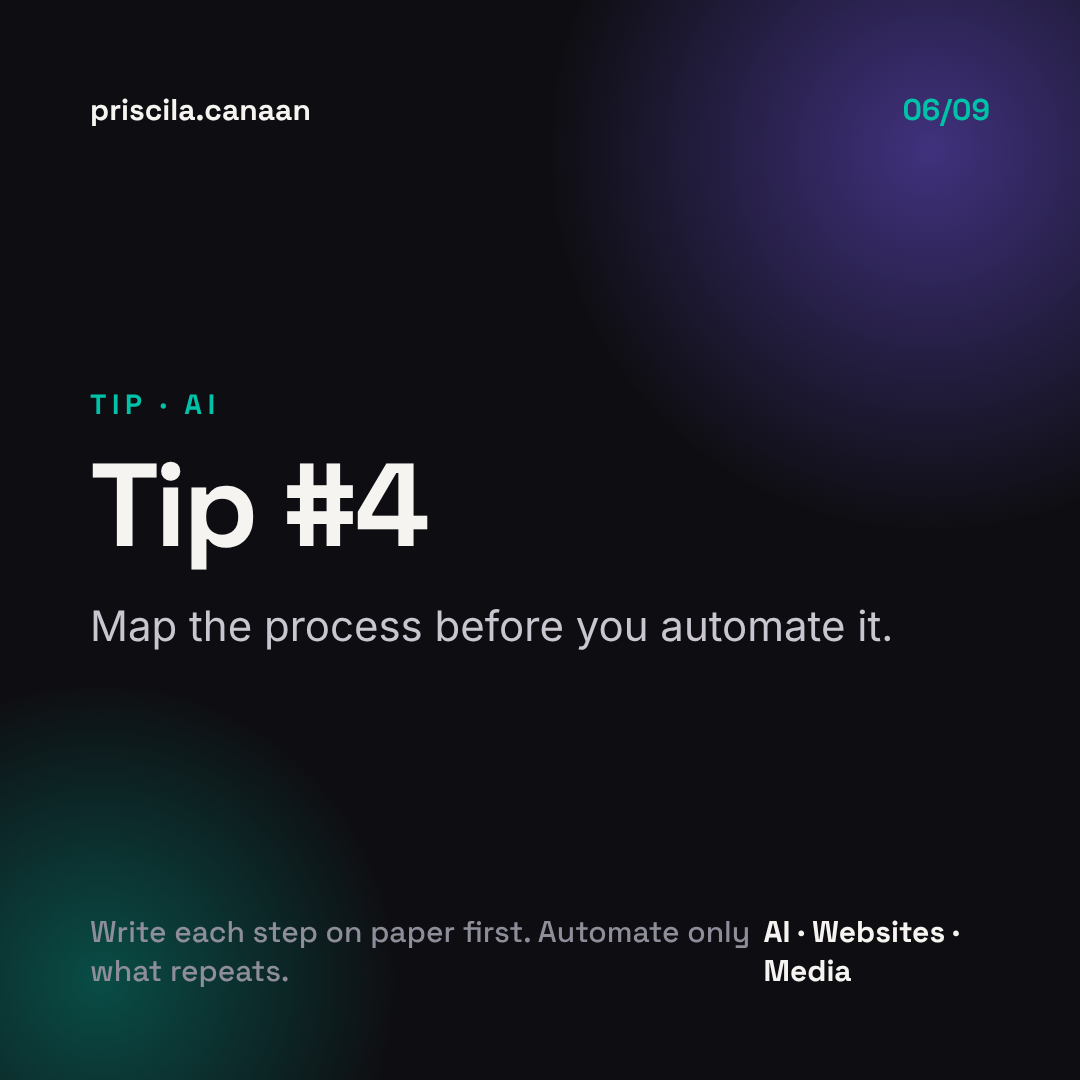 priscila.canaan
06/09
TIP · AI
Tip #4
Map the process before you automate it.
Write each step on paper first. Automate only
what repeats.
AI · Websites ·
Media